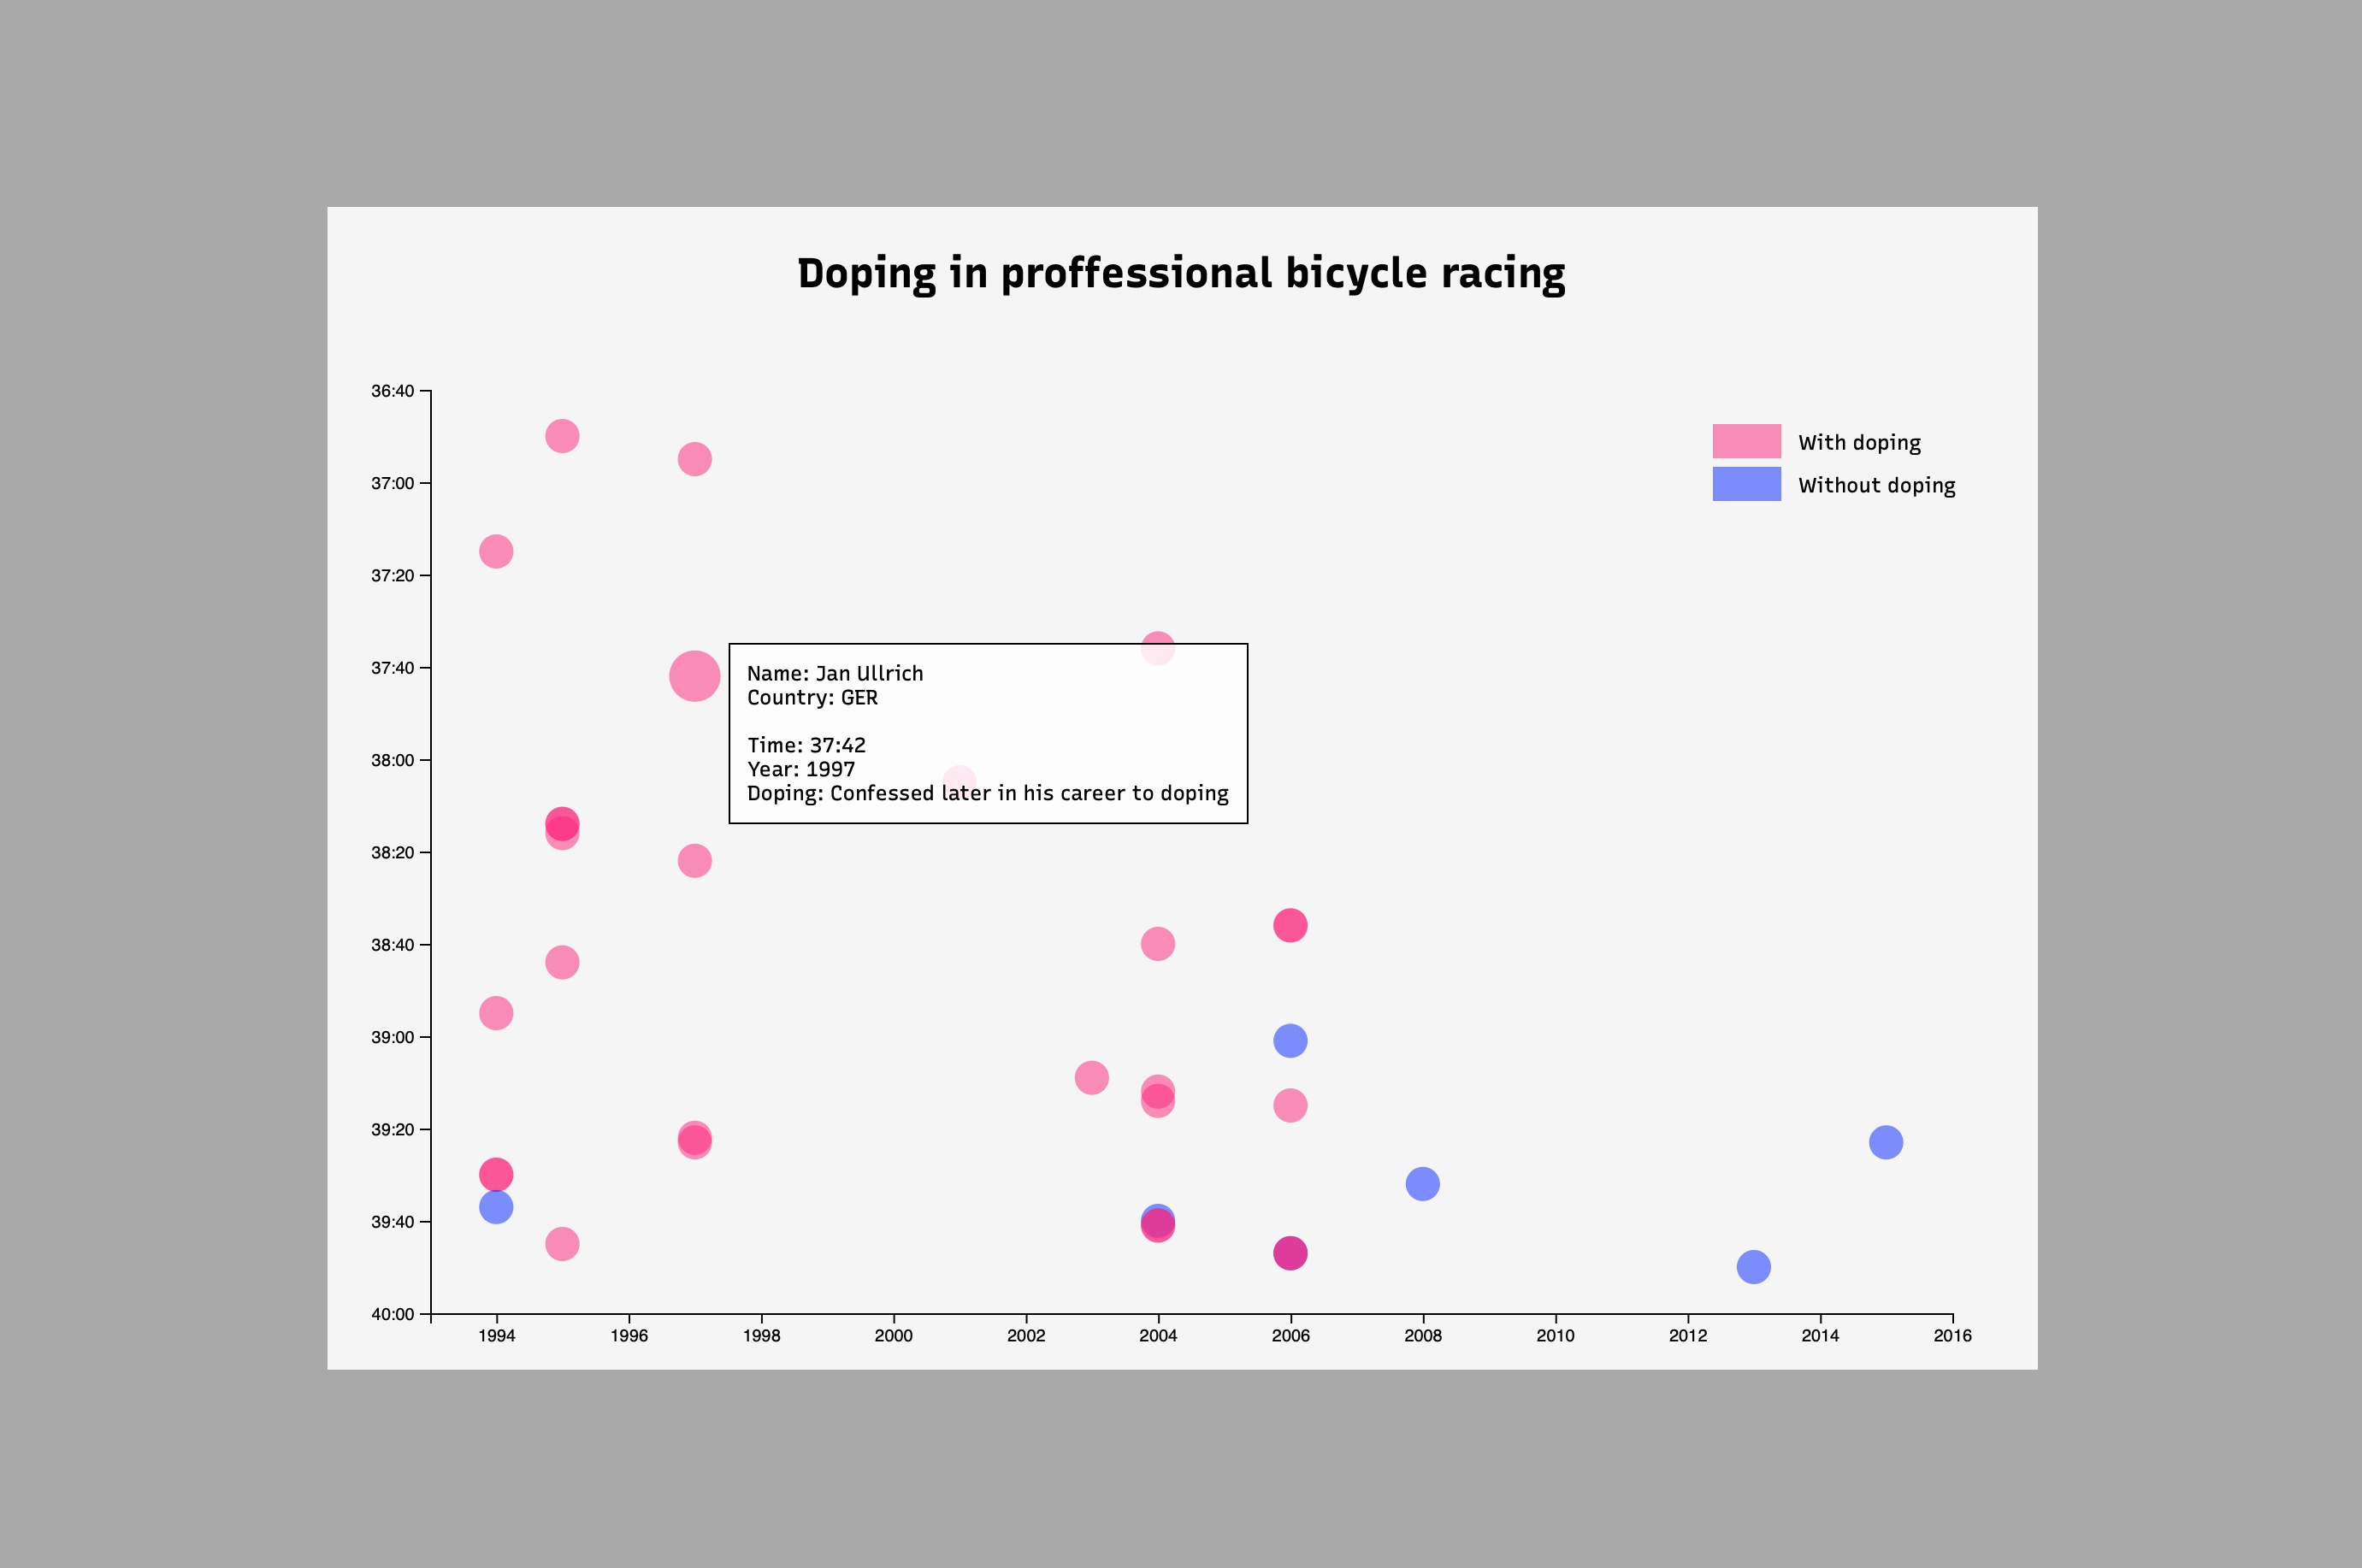 Doping in proffessional bicycle racing
With doping
Without doping
36:40
37:00
37:20
37:40
38:00
38:20
38:40
39:00
39:20
39:40
40:00
Name: Jan Ullrich
Country: GER
Time: 37:42
Year: 1997
Doping: Confessed later in his career to doping
1994 1996 1998 2000 2002 2004 2006 2008 2010 2012 2014 2016